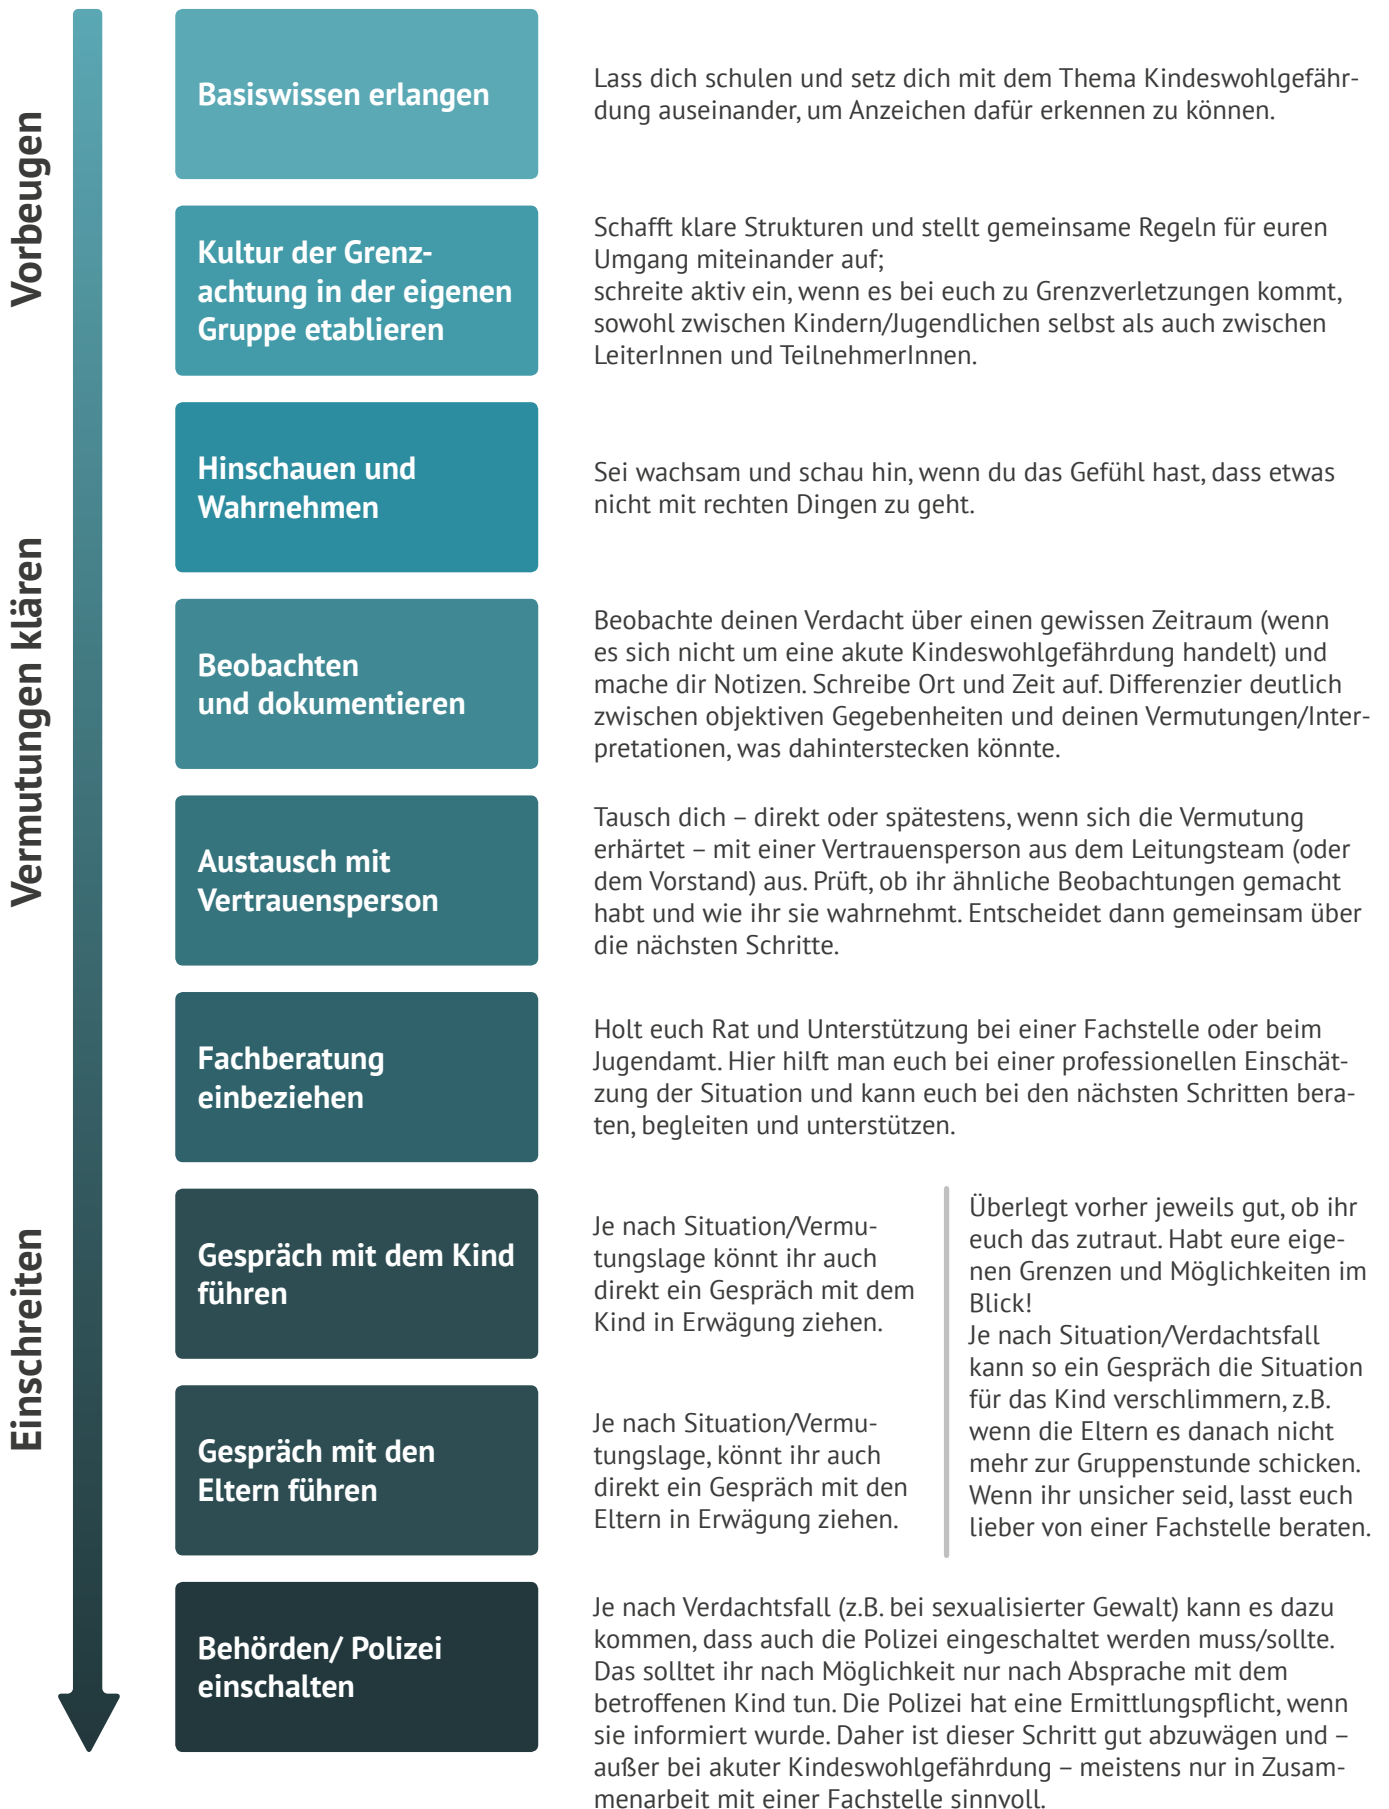 Vorbeugen
Basiswissen erlangen
Lass dich schulen und setz dich mit dem Thema Kindeswohlgefähr-
dung auseinander, um Anzeichen dafür erkennen zu können.
Kultur der Grenz-
achtung in der eigenen
Gruppe etablieren
Schafft klare Strukturen und stellt gemeinsame Regeln für euren
Umgang miteinander auf;
schreite aktiv ein, wenn es bei euch zu Grenzverletzungen kommt,
sowohl zwischen Kindern/Jugendlichen selbst als auch zwischen
LeiterInnen und TeilnehmerInnen.
Vermutungen klären
Hinschauen und
Wahrnehmen
Sei wachsam und schau hin, wenn du das Gefühl hast, dass etwas
nicht mit rechten Dingen zu geht.
Beobachten
und dokumentieren
Beobachte deinen Verdacht über einen gewissen Zeitraum (wenn
es sich nicht um eine akute Kindeswohlgefährdung handelt) und
mache dir Notizen. Schreibe Ort und Zeit auf. Differenzier deutlich
zwischen objektiven Gegebenheiten und deinen Vermutungen/Inter-
pretationen, was dahinterstecken könnte.
Austausch mit
Vertrauensperson
Tausch dich – direkt oder spätestens, wenn sich die Vermutung
erhärtet – mit einer Vertrauensperson aus dem Leitungsteam (oder
dem Vorstand) aus. Prüft, ob ihr ähnliche Beobachtungen gemacht
habt und wie ihr sie wahrnehmt. Entscheidet dann gemeinsam über
die nächsten Schritte.
Fachberatung
einbeziehen
Holt euch Rat und Unterstützung bei einer Fachstelle oder beim
Jugendamt. Hier hilft man euch bei einer professionellen Einschät-
zung der Situation und kann euch bei den nächsten Schritten bera-
ten, begleiten und unterstützen.
Einschreiten
Gespräch mit dem Kind
führen
Je nach Situation/Vermu-
tungslage könnt ihr auch
direkt ein Gespräch mit dem
Kind in Erwägung ziehen.
Gespräch mit den
Eltern führen
Je nach Situation/Vermu-
tungslage, könnt ihr auch
direkt ein Gespräch mit den
Eltern in Erwägung ziehen.
Überlegt vorher jeweils gut, ob ihr
euch das zutraut. Habt eure eige-
nen Grenzen und Möglichkeiten im
Blick!
Je nach Situation/Verdachtsfall
kann so ein Gespräch die Situation
für das Kind verschlimmern, z.B.
wenn die Eltern es danach nicht
mehr zur Gruppenstunde schicken.
Wenn ihr unsicher seid, lasst euch
lieber von einer Fachstelle beraten.
Behörden/ Polizei
einschalten
Je nach Verdachtsfall (z.B. bei sexualisierter Gewalt) kann es dazu
kommen, dass auch die Polizei eingeschaltet werden muss/sollte.
Das solltet ihr nach Möglichkeit nur nach Absprache mit dem
betroffenen Kind tun. Die Polizei hat eine Ermittlungspflicht, wenn
sie informiert wurde. Daher ist dieser Schritt gut abzuwägen und –
außer bei akuter Kindeswohlgefährdung – meistens nur in Zusam-
menarbeit mit einer Fachstelle sinnvoll.